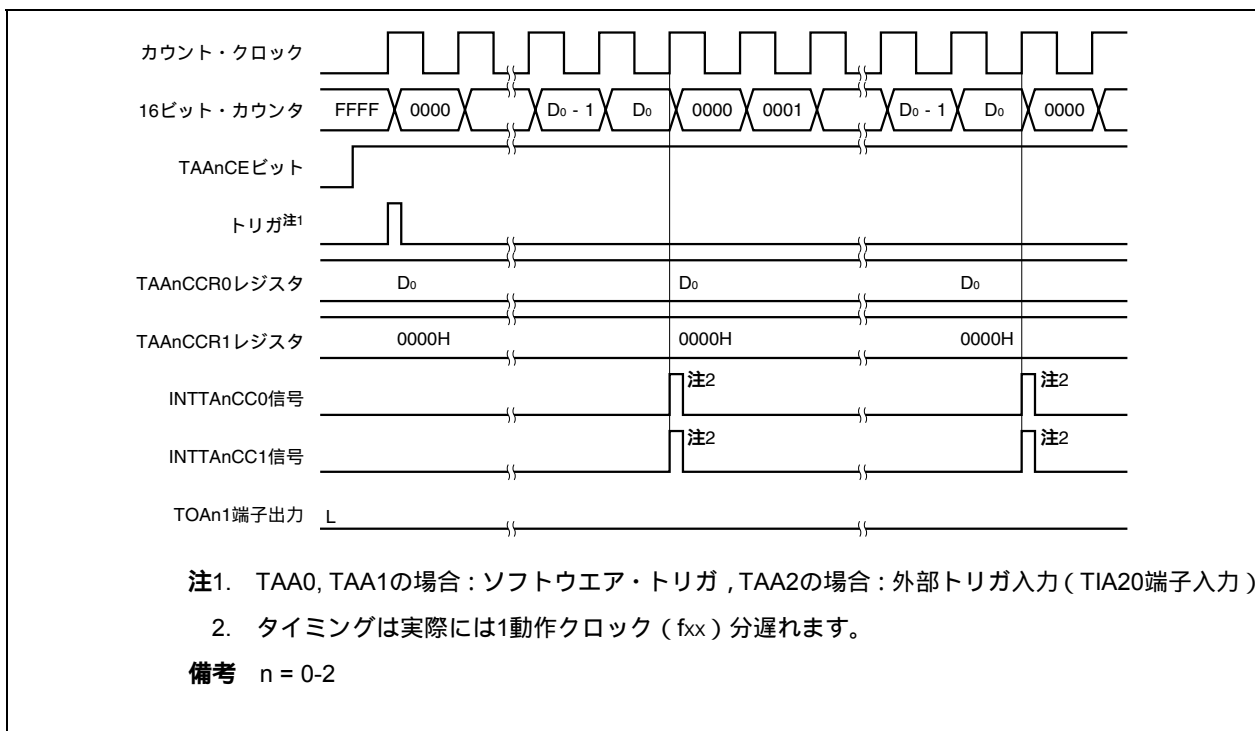 カウント・クロック
16ビット・カウンタ FFFF 0000 D0 - 1 D0 0000 0001 D0 - 1 D0 0000
TAAnCEビット
トリガ注1
TAAnCCR0レジスタ D0 D0 D0
TAAnCCR1レジスタ 0000H 0000H 0000H
INTTAnCC0信号 注2 注2
INTTAnCC1信号 注2 注2
TOAn1端子出力 L
注1. TAA0, TAA1の場合：ソフトウエア・トリガ，TAA2の場合：外部トリガ入力（TIA20端子入力）
2. タイミングは実際には1動作クロック（fxx）分遅れます。
備考 n = 0-2